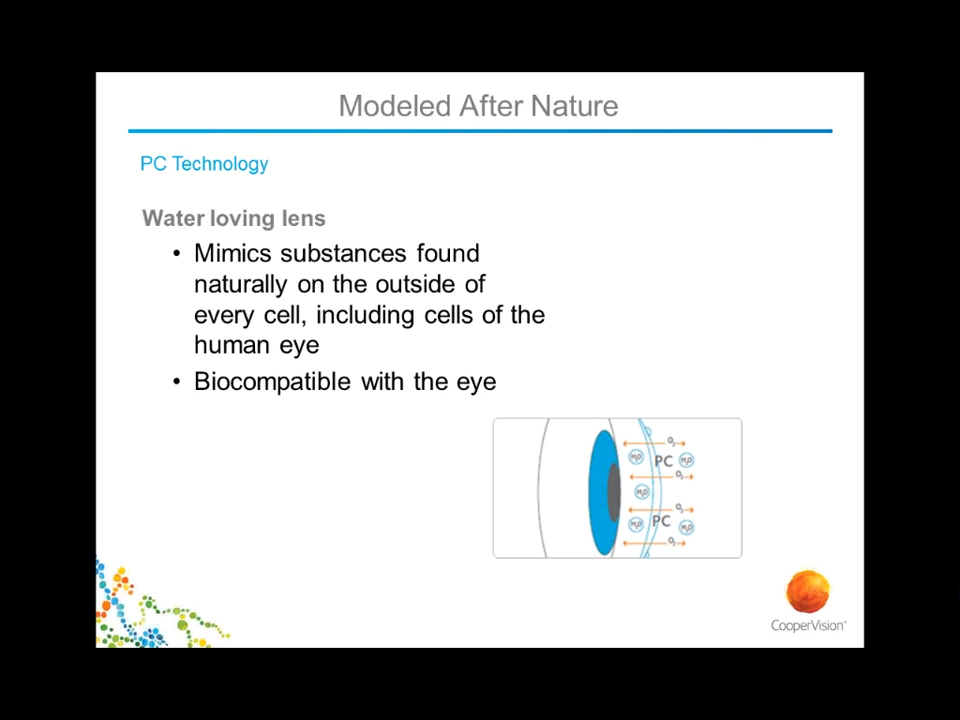 Modeled After Nature
PC Technology
Water loving lens
• Mimics substances found
naturally on the outside of
every cell, including cells of the
human eye
• Biocompatible with the eye
O₂
H₂O PC H₂O
O₂
H₂O
O₂
H₂O PC H₂O
O₂
CooperVision™